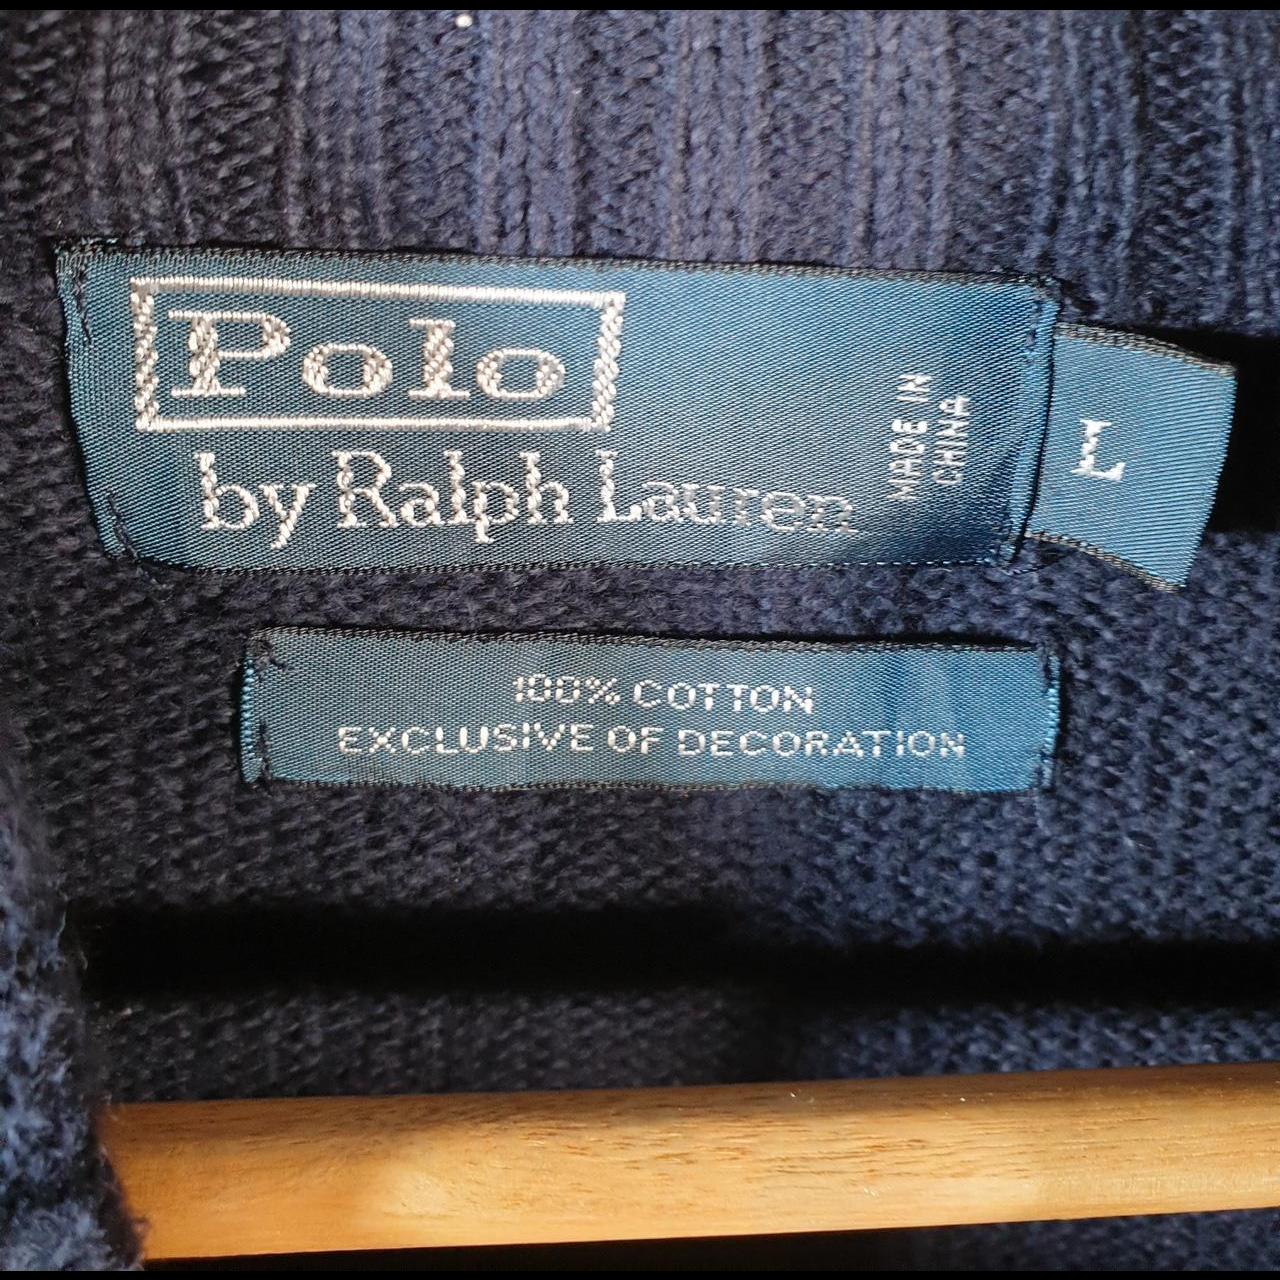 Polo
by Ralph Lauren
MADE IN
CHINA
L
100% COTTON
EXCLUSIVE OF DECORATION